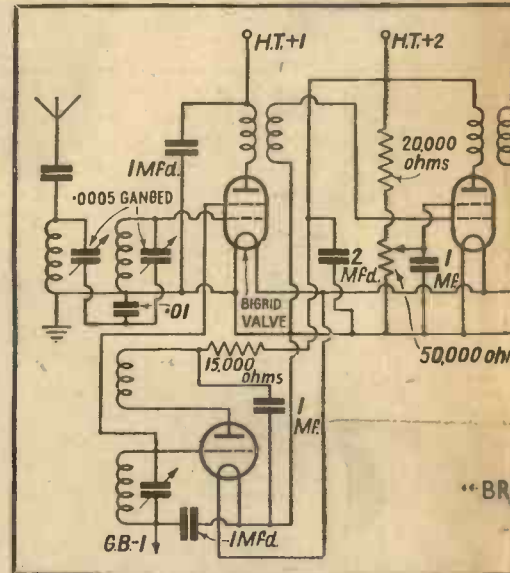 H.T.+1
H.T.+2
1Mfd.
20,000
ohms
.0005 GANGED
2
Mfd.
1
Mf.
.01
BIGRID
VALVE
15,000
ohms
50,000 ohm
1
Mf.
"BR
G.B.-1
.1Mfd.